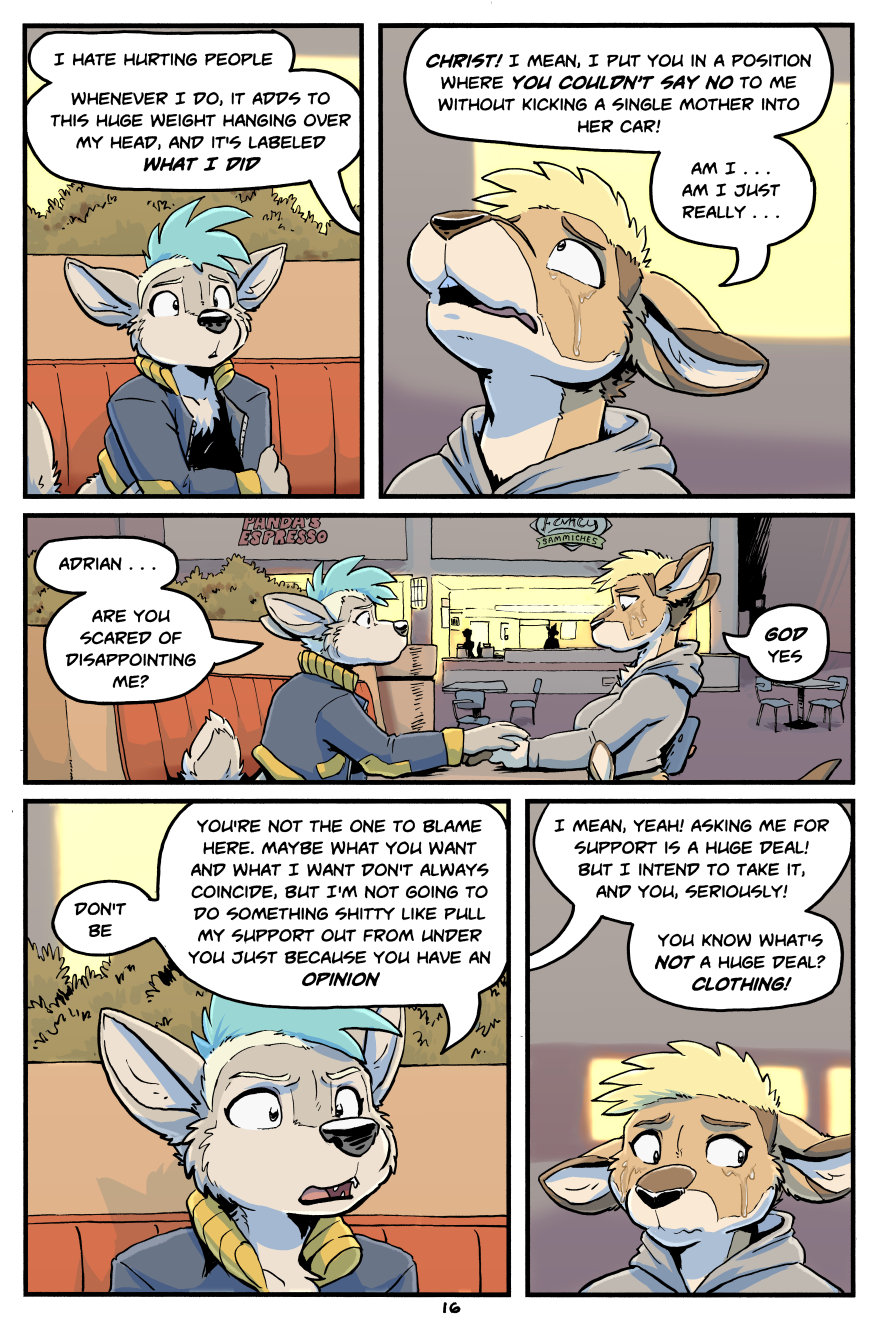 I HATE HURTING PEOPLE
WHENEVER I DO, IT ADDS TO
THIS HUGE WEIGHT HANGING OVER
MY HEAD, AND IT'S LABELED
WHAT I DID
CHRIST! I MEAN, I PUT YOU IN A POSITION
WHERE YOU COULDN'T SAY NO TO ME
WITHOUT KICKING A SINGLE MOTHER INTO
HER CAR!
AM I . . .
AM I JUST
REALLY . . .
PANDA'S
ESPRESSO
FAMILY
SAMMICHES
ADRIAN . . .
ARE YOU
SCARED OF
DISAPPOINTING
ME?
GOD
YES
DON'T
BE
YOU'RE NOT THE ONE TO BLAME
HERE. MAYBE WHAT YOU WANT
AND WHAT I WANT DON'T ALWAYS
COINCIDE, BUT I'M NOT GOING TO
DO SOMETHING SHITTY LIKE PULL
MY SUPPORT OUT FROM UNDER
YOU JUST BECAUSE YOU HAVE AN
OPINION
I MEAN, YEAH! ASKING ME FOR
SUPPORT IS A HUGE DEAL!
BUT I INTEND TO TAKE IT,
AND YOU, SERIOUSLY!
YOU KNOW WHAT'S
NOT A HUGE DEAL?
CLOTHING!
16